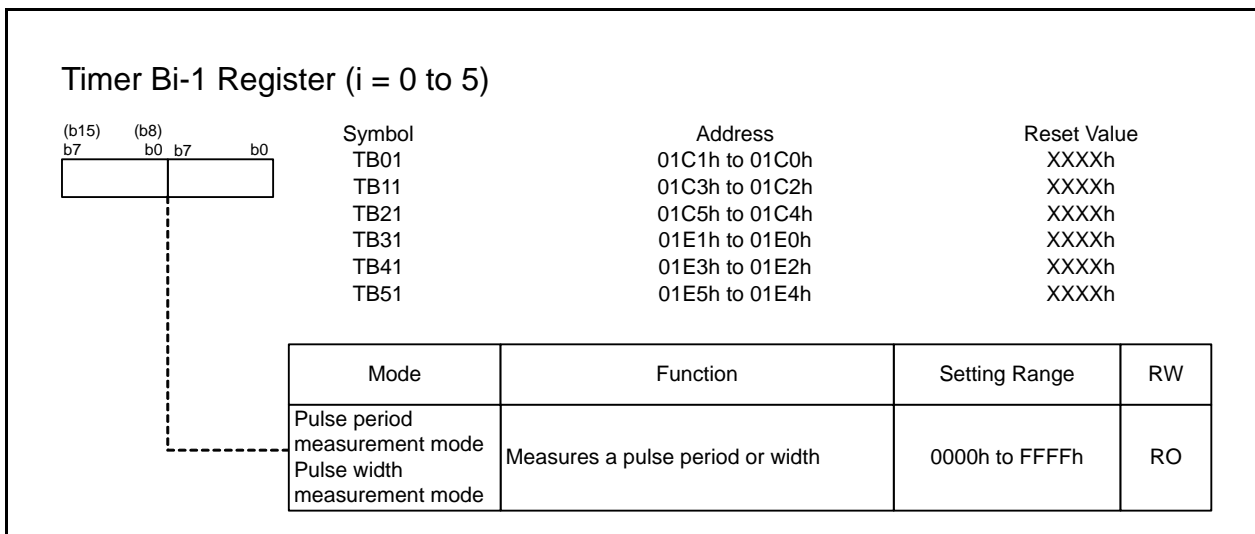 Timer Bi-1 Register (i = 0 to 5)
(b15) (b8)
b7 b0 b7 b0
Symbol Address Reset Value
TB01 01C1h to 01C0h XXXXh
TB11 01C3h to 01C2h XXXXh
TB21 01C5h to 01C4h XXXXh
TB31 01E1h to 01E0h XXXXh
TB41 01E3h to 01E2h XXXXh
TB51 01E5h to 01E4h XXXXh
Mode Function Setting Range RW
Pulse period
measurement mode
Pulse width
measurement mode
Measures a pulse period or width 0000h to FFFFh RO